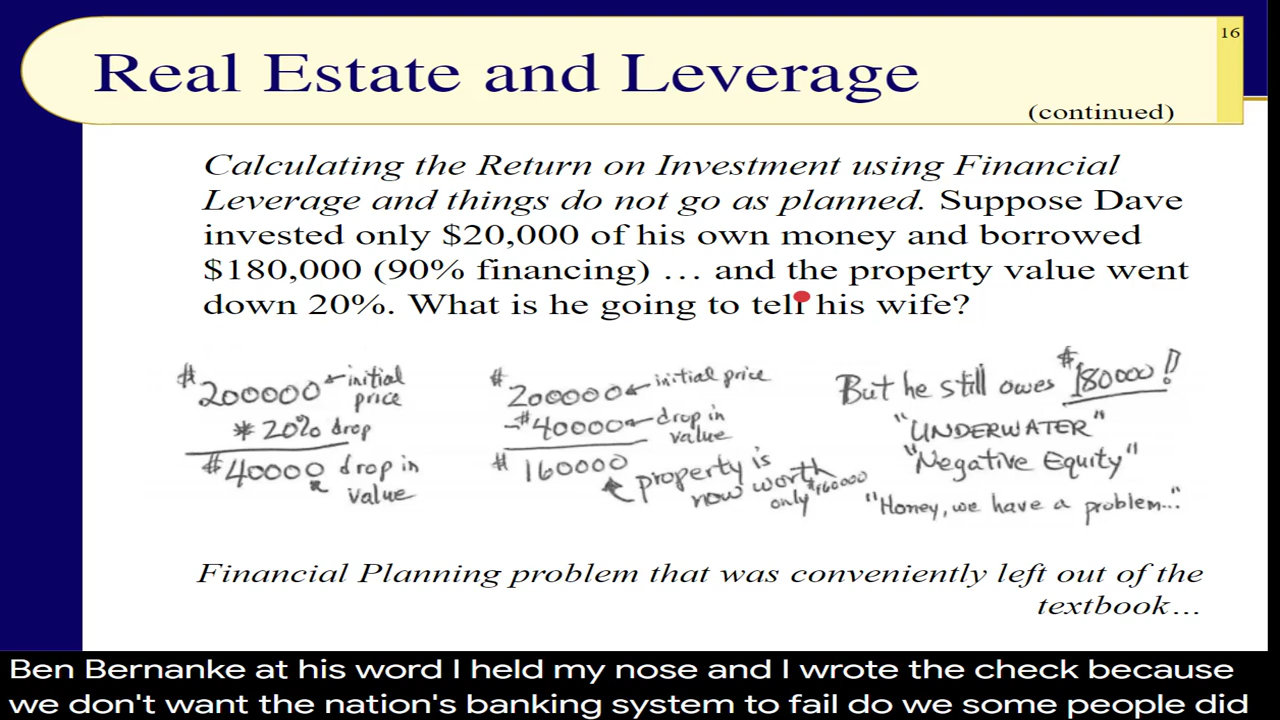 16
Real Estate and Leverage
(continued)
Calculating the Return on Investment using Financial
Leverage and things do not go as planned. Suppose Dave
invested only $20,000 of his own money and borrowed
$180,000 (90% financing) … and the property value went
down 20%. What is he going to tell his wife?
$200000 ← initial price
* 20% drop
$40000 drop in value
$200000 ← initial price
-$40000 ← drop in value
$160000
property is now worth only $160000
But he still owes $180000!!
"UNDERWATER"
"Negative Equity"
"Honey, we have a problem..."
Financial Planning problem that was conveniently left out of the
textbook…
Ben Bernanke at his word I held my nose and I wrote the check because
we don't want the nation's banking system to fail do we some people did